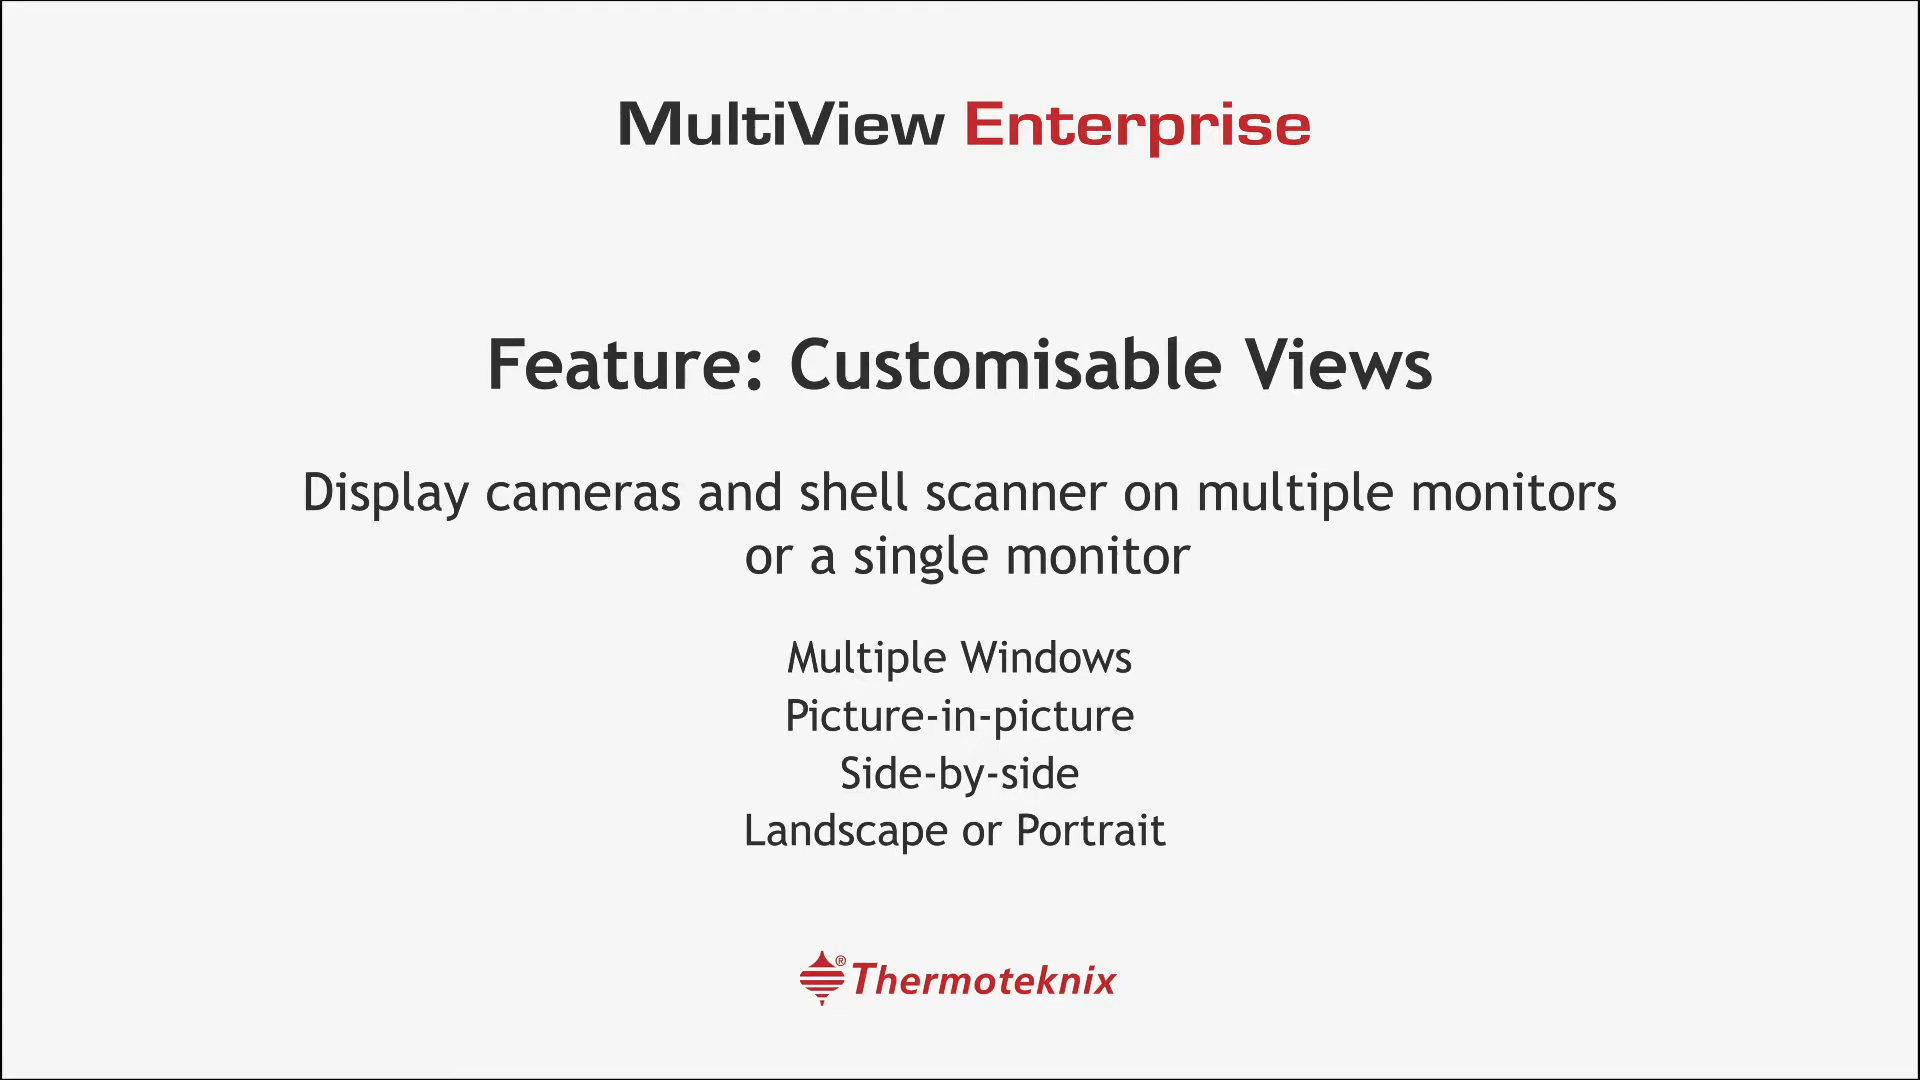 MultiView Enterprise
Feature: Customisable Views
Display cameras and shell scanner on multiple monitors
or a single monitor
Multiple Windows
Picture-in-picture
Side-by-side
Landscape or Portrait
® Thermoteknix